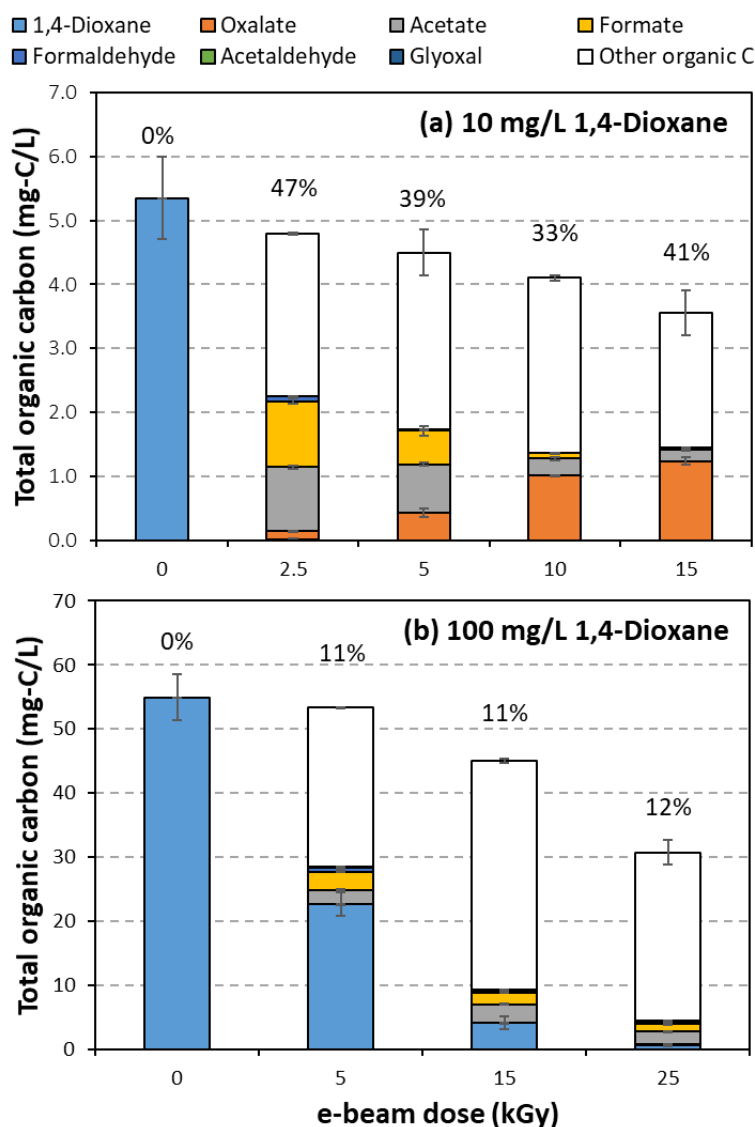 1,4-Dioxane Oxalate Acetate Formate
Formaldehyde Acetaldehyde Glyoxal Other organic C
Total organic carbon (mg-C/L)
(a) 10 mg/L 1,4-Dioxane
7.0
6.0
5.0
4.0
3.0
2.0
1.0
0.0
0%
47%
39%
33%
41%
0 2.5 5 10 15
Total organic carbon (mg-C/L)
(b) 100 mg/L 1,4-Dioxane
70
60
50
40
30
20
10
0
0%
11%
11%
12%
0 5 15 25
e-beam dose (kGy)